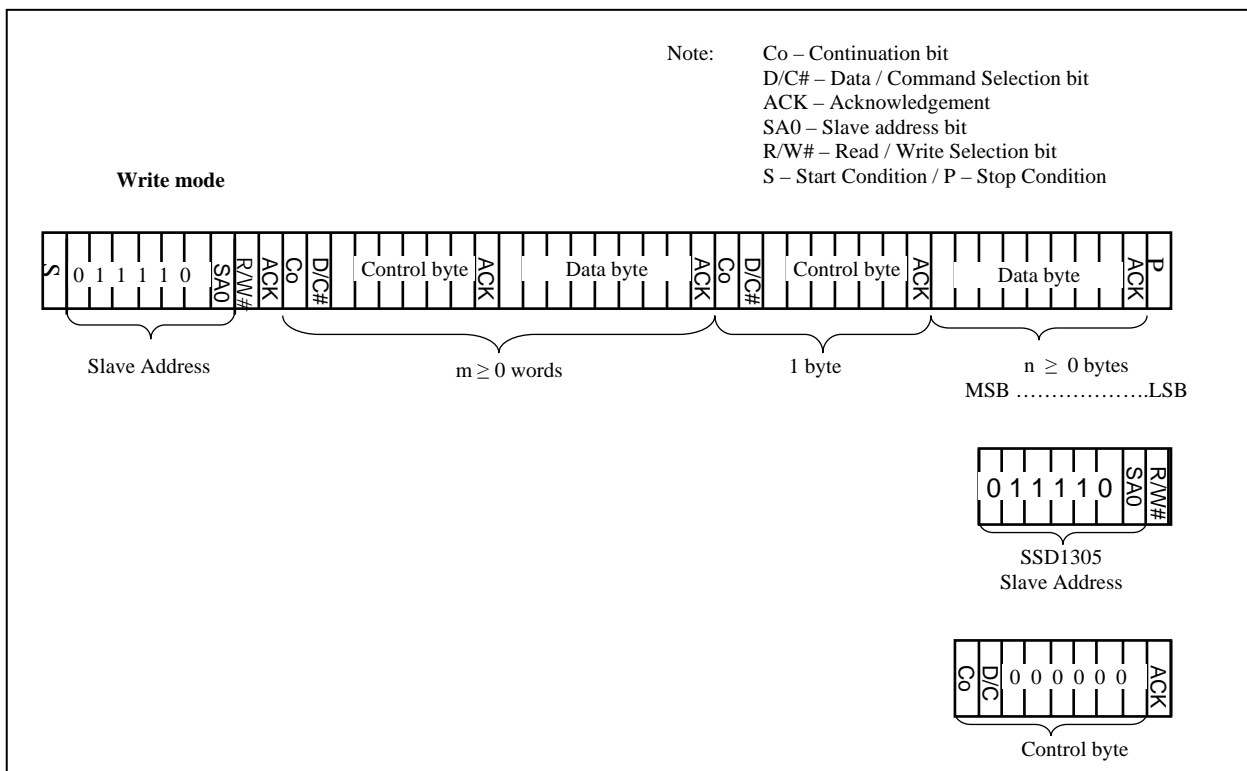 Note: Co – Continuation bit
D/C# – Data / Command Selection bit
ACK – Acknowledgement
SA0 – Slave address bit
R/W# – Read / Write Selection bit
S – Start Condition / P – Stop Condition
Write mode
S 0 1 1 1 1 0 SA0 R/W# ACK Co D/C# Control byte ACK Data byte ACK Co D/C# Control byte ACK Data byte ACK P
Slave Address m ≥ 0 words 1 byte n ≥ 0 bytes
MSB ………………….LSB
0 1 1 1 1 0 SA0 R/W#
SSD1305
Slave Address
Co D/C 0 0 0 0 0 0 ACK
Control byte